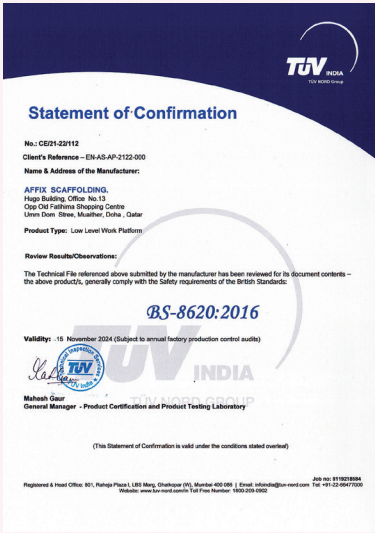 TÜV INDIA
TÜV NORD Group
Statement of Confirmation
No.: CE/21-22/112
Client's Reference – EN-AS-AP-2122-000
Name & Address of the Manufacturer:
AFFIX SCAFFOLDING.
Hugo Building, Office No.13
Opp Old Fatihima Shopping Centre
Umm Dom Stree, Muaither, Doha , Qatar
Product Type: Low Level Work Platform
Review Results/Observations:
The Technical File referenced above submitted by the manufacturer has been reviewed for its document contents –
the above product/s, generally comply with the Safety requirements of the British Standards:
BS-8620:2016
Validity: 15 November 2024 (Subject to annual factory production control audits)
Technical Inspection Services
TÜV
TÜV India
TÜV INDIA
TÜV NORD GROUP
Mahesh Gaur
General Manager - Product Certification and Product Testing Laboratory
(This Statement of Confirmation is valid under the conditions stated overleaf)
Job no: 8119218584
Registered & Head Office: 801, Raheja Plaza I, LBS Marg, Ghatkopar (W), Mumbai 400 086 | Email: infoindia@tuv-nord.com Tel: +91-22-66477000
Website: www.tuv-nord.com/in Toll Free Number: 1800-209-0902